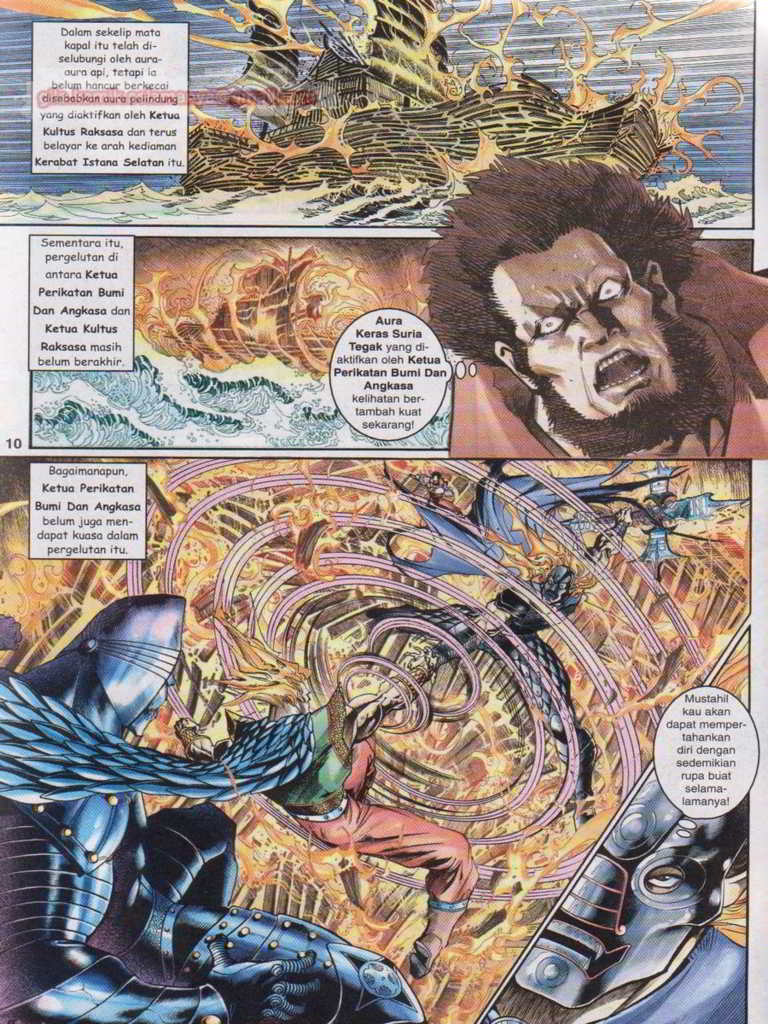 Dalam sekelip mata
kapal itu telah di-
selubungi oleh aura-
aura api, tetapi ia
belum hancur berkecai
disebabkan aura pelindung
yang diaktifkan oleh Ketua
Kultus Raksasa dan terus
belayar ke arah kediaman
Kerabat Istana Selatan itu.
Sementara itu,
pergelutan di
antara Ketua
Perikatan Bumi
Dan Angkasa dan
Ketua Kultus
Raksasa masih
belum berakhir.
Aura
Keras Suria
Tegak yang di-
aktifkan oleh Ketua
Perikatan Bumi Dan
Angkasa
kelihatan ber-
tambah kuat
sekarang!
10
Bagaimanapun,
Ketua Perikatan
Bumi Dan Angkasa
belum juga men-
dapat kuasa dalam
pergelutan itu.
Mustahil
kau akan
dapat memper-
tahankan
diri dengan
sedemikian
rupa buat
selama-
lamanya!